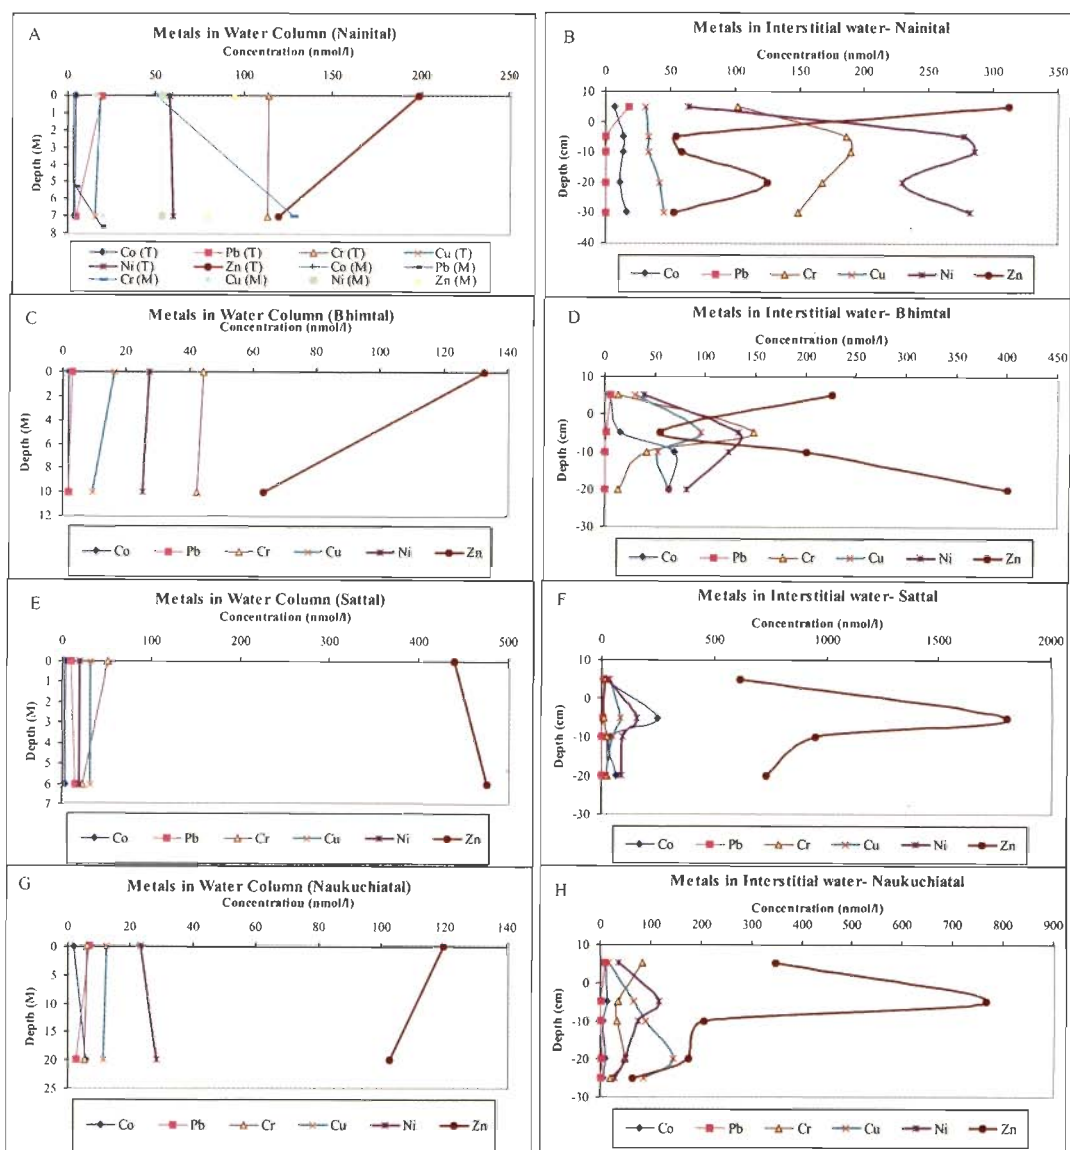 A
Metals in Water Column (Nainital)
Concentration (nmol/l)
0 50 100 150 200 250
Depth (M)
0
1
2
3
4
5
6
7
8
Co (T) Pb (T) Cr (T) Cu (T)
Ni (T) Zn (T) Co (M) Pb (M)
Cr (M) Cu (M) Ni (M) Zn (M)
B
Metals in Interstitial water- Nainital
Concentration (nmol/l)
0 50 100 150 200 250 300 350
Depth (cm)
10
0
-10
-20
-30
-40
Co Pb Cr Cu Ni Zn
C
Metals in Water Column (Bhimtal)
Concentration (nmol/l)
0 20 40 60 80 100 120 140
Depth (M)
0
2
4
6
8
10
12
Co Pb Cr Cu Ni Zn
D
Metals in Interstitial water- Bhimtal
Concentration (nmol/l)
0 50 100 150 200 250 300 350 400 450
Depth (cm)
10
0
-10
-20
-30
Co Pb Cr Cu Ni Zn
E
Metals in Water Column (Sattal)
Concentration (nmol/l)
0 100 200 300 400 500
Depth (M)
0
1
2
3
4
5
6
7
Co Pb Cr Cu Ni Zn
F
Metals in Interstitial water- Sattal
Concentration (nmol/l)
0 500 1000 1500 2000
Depth (cm)
10
0
-10
-20
-30
Co Pb Cr Cu Ni Zn
G
Metals in Water Column (Naukuchiatal)
Concentration (nmol/l)
0 20 40 60 80 100 120 140
Depth (M)
0
5
10
15
20
25
Co Pb Cr Cu Ni Zn
H
Metals in Interstitial water- Naukuchiatal
Concentration (nmol/l)
0 100 200 300 400 500 600 700 800 900
Depth (cm)
10
0
-10
-20
-30
Co Pb Cr Cu Ni Zn